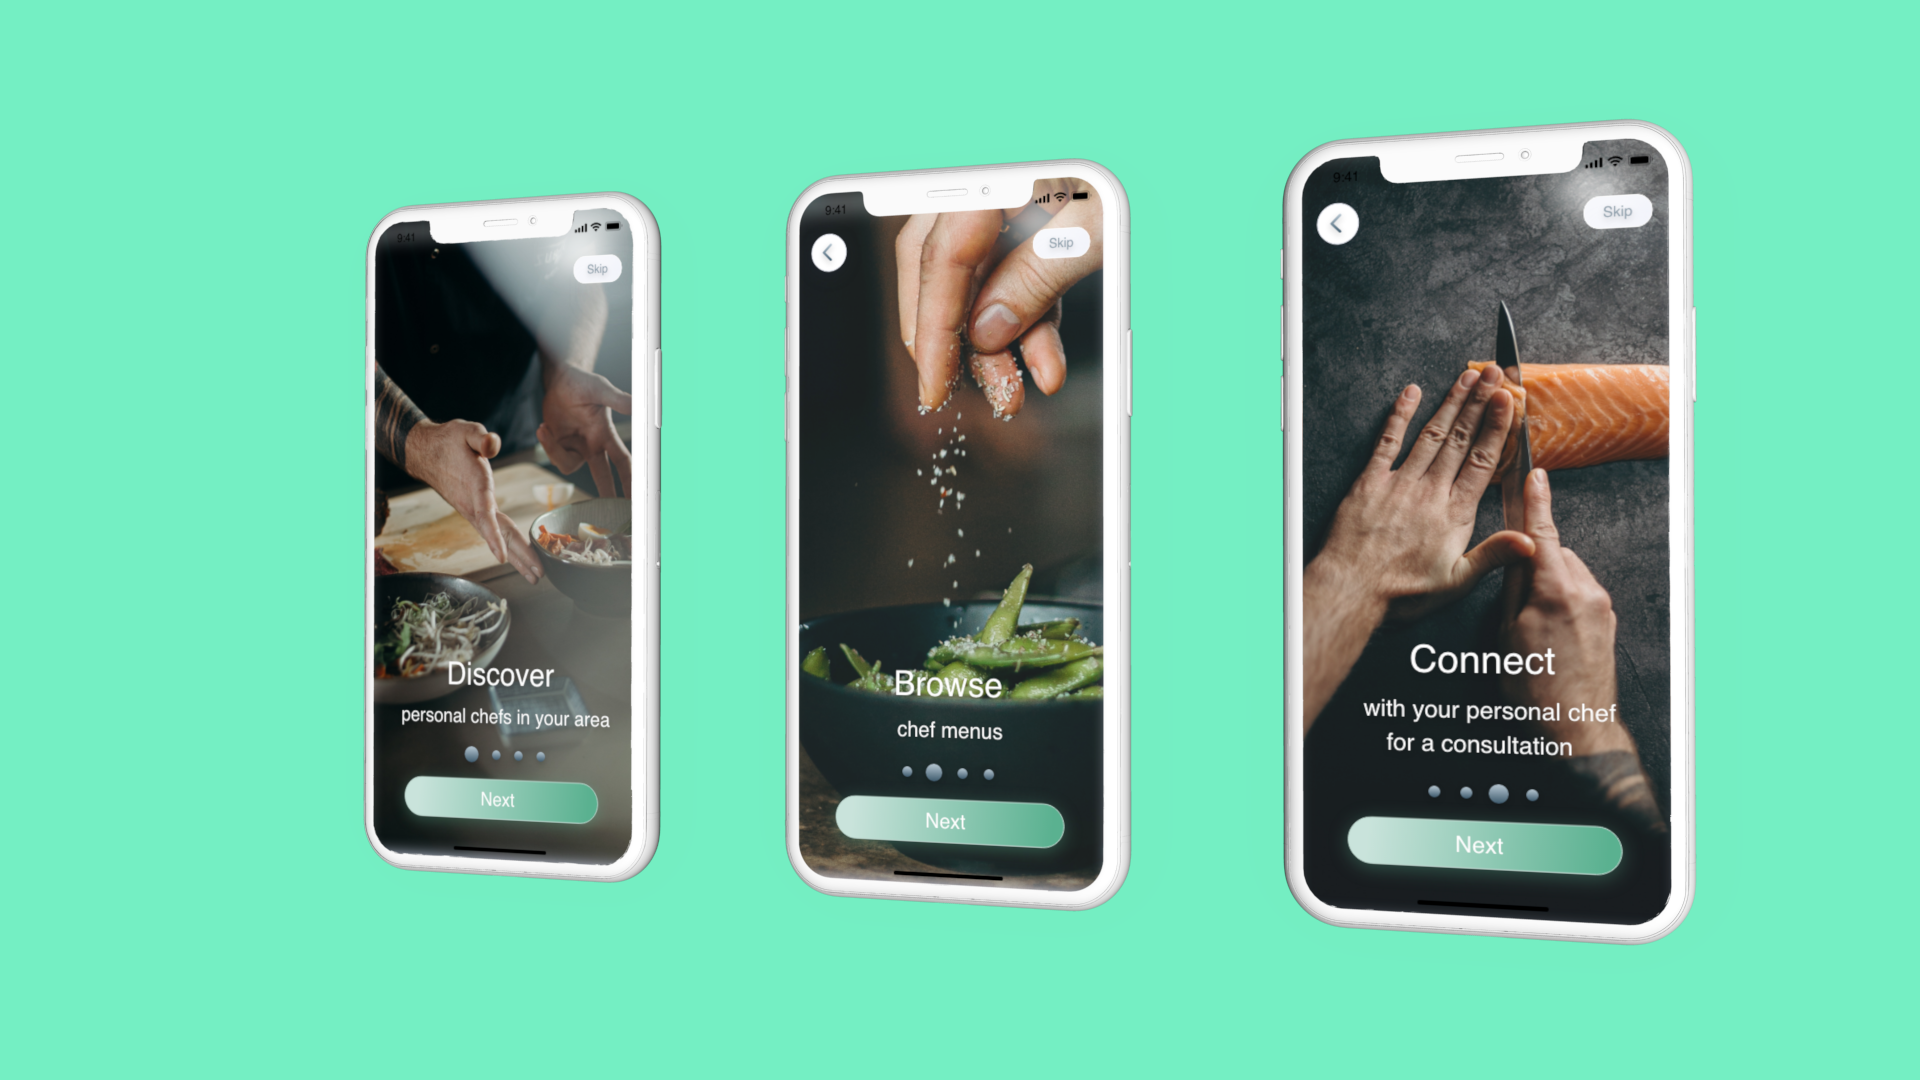 9:41
Skip
Discover
personal chefs in your area
Next
9:41
Skip
Browse
chef menus
Next
9:41
Skip
Connect
with your personal chef
for a consultation
Next